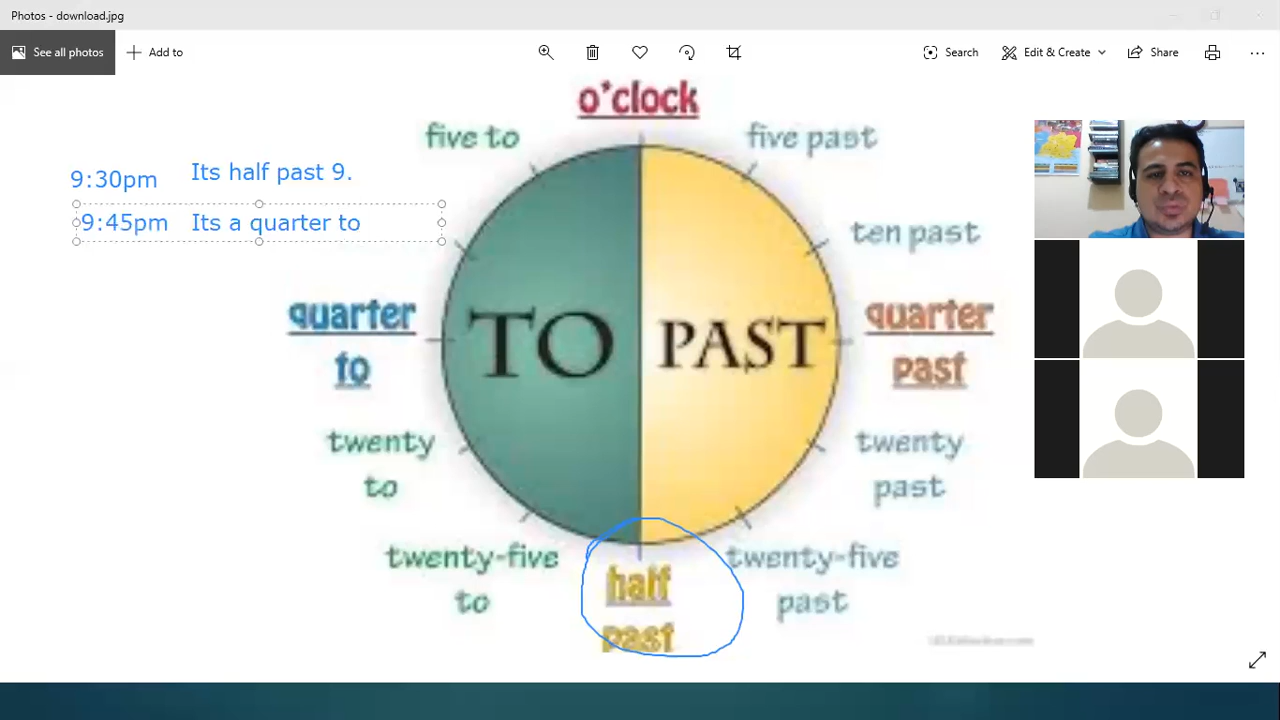 Photos - download.jpg
See all photos
Add to
Search
Edit & Create
Share
o'clock
five to
five past
9:30pm Its half past 9.
9:45pm Its a quarter to
ten past
quarter
to
TO
PAST
quarter
past
twenty
to
twenty
past
twenty-five
to
half
past
twenty-five
past